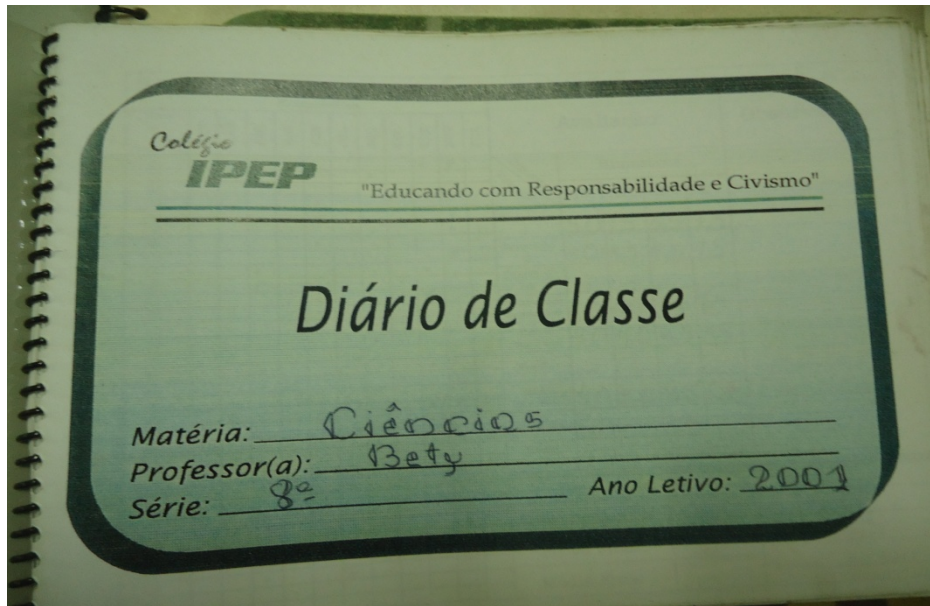 Colégio
IPEP
"Educando com Responsabilidade e Civismo"
Diário de Classe
Matéria: Ciências
Professor(a): Bety
Série: 8ª Ano Letivo: 2001